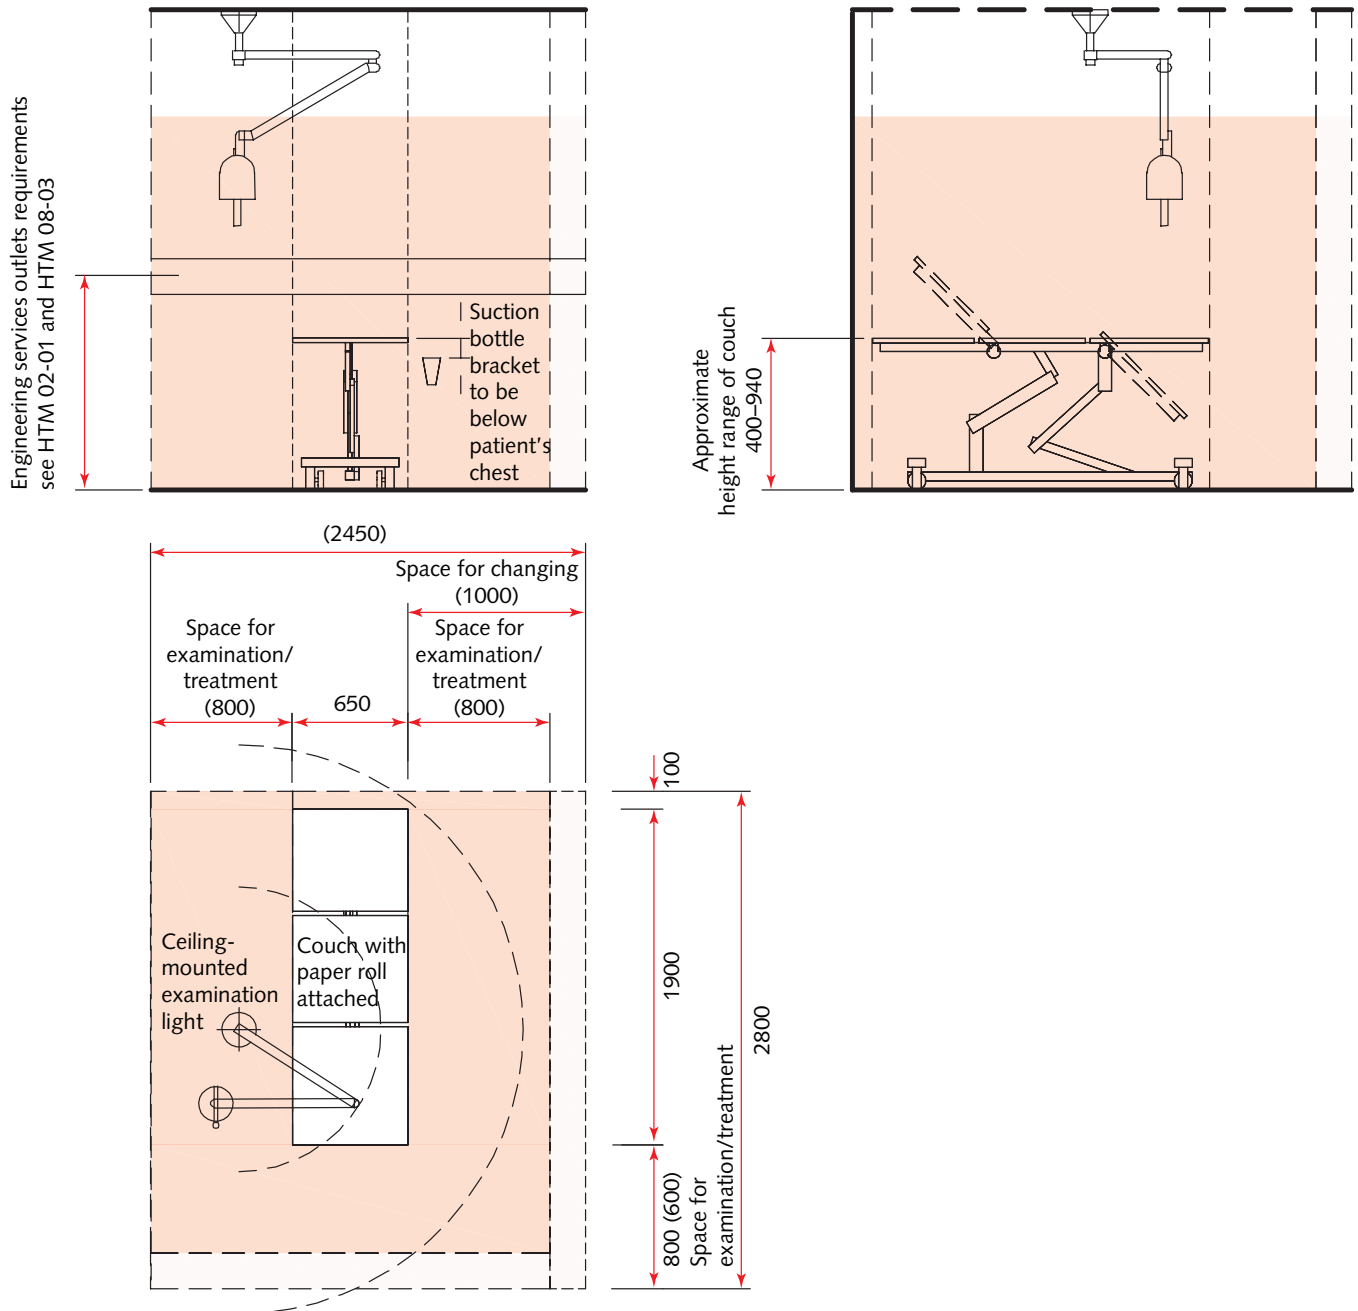 Engineering services outlets requirements
see HTM 02-01 and HTM 08-03
Suction
bottle
bracket
to be
below
patient's
chest
Approximate
height range of couch
400–940
(2450)
Space for changing
(1000)
Space for
examination/
treatment
(800)
650
Space for
examination/
treatment
(800)
100
1900
2800
800 (600)
Space for
examination/treatment
Ceiling-
mounted
examination
light
Couch with
paper roll
attached